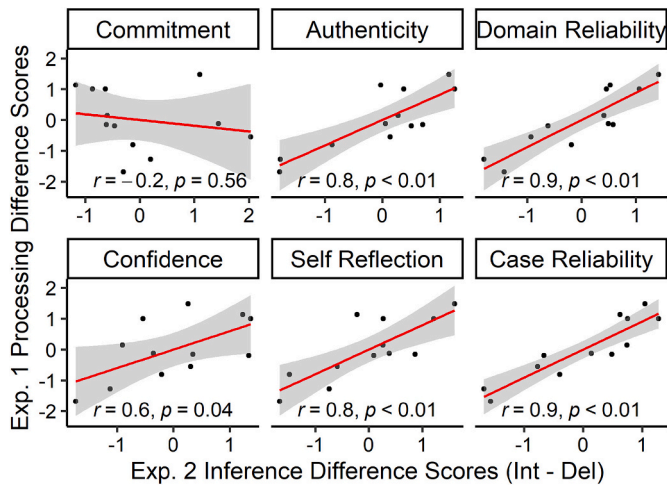 Commitment
Authenticity
Domain Reliability
2
1
0
-1
-2
r = −0.2, p = 0.56
r = 0.8, p < 0.01
r = 0.9, p < 0.01
-1 0 1 2
-1 0 1
-1 0 1
Confidence
Self Reflection
Case Reliability
2
1
0
-1
-2
r = 0.6, p = 0.04
r = 0.8, p < 0.01
r = 0.9, p < 0.01
-1 0 1
-1 0 1
-1 0 1
Exp. 1 Processing Difference Scores
Exp. 2 Inference Difference Scores (Int - Del)